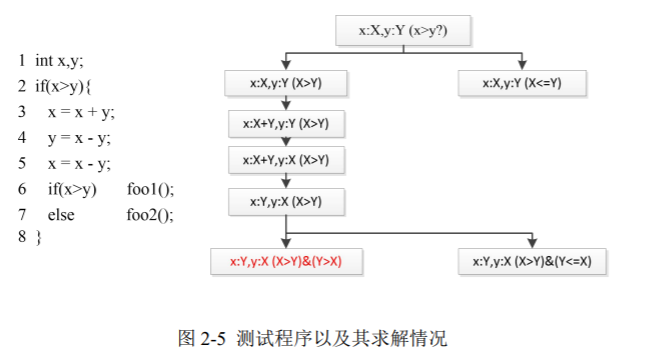 1 int x,y;
2 if(x>y){
3 x = x + y;
4 y = x - y;
5 x = x - y;
6 if(x>y) foo1();
7 else foo2();
8 }
x:X,y:Y (x>y?)
x:X,y:Y (X>Y)
x:X,y:Y (X<=Y)
x:X+Y,y:Y (X>Y)
x:X+Y,y:X (X>Y)
x:Y,y:X (X>Y)
x:Y,y:X (X>Y)&(Y>X)
x:Y,y:X (X>Y)&(Y<=X)
图 2-5 测试程序以及其求解情况